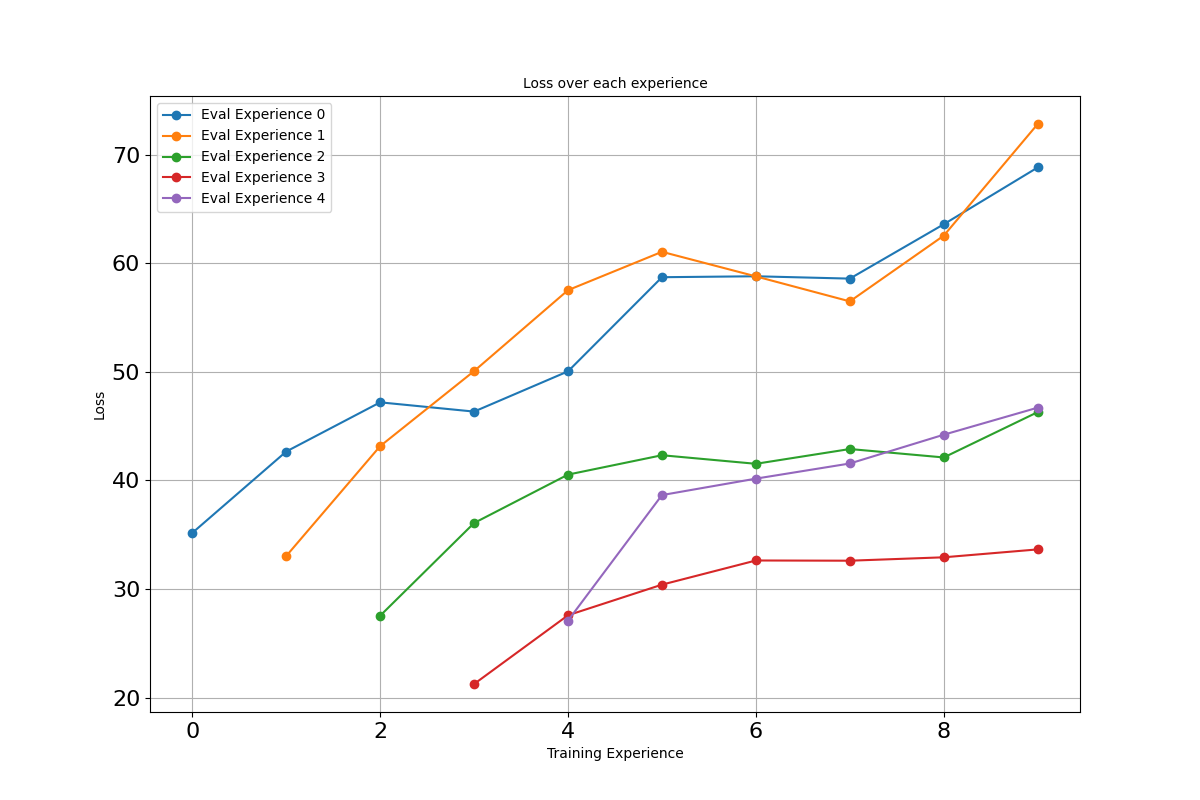 Loss over each experience
Eval Experience 0
Eval Experience 1
Eval Experience 2
Eval Experience 3
Eval Experience 4
70
60
50
40
30
20
Loss
0 2 4 6 8
Training Experience